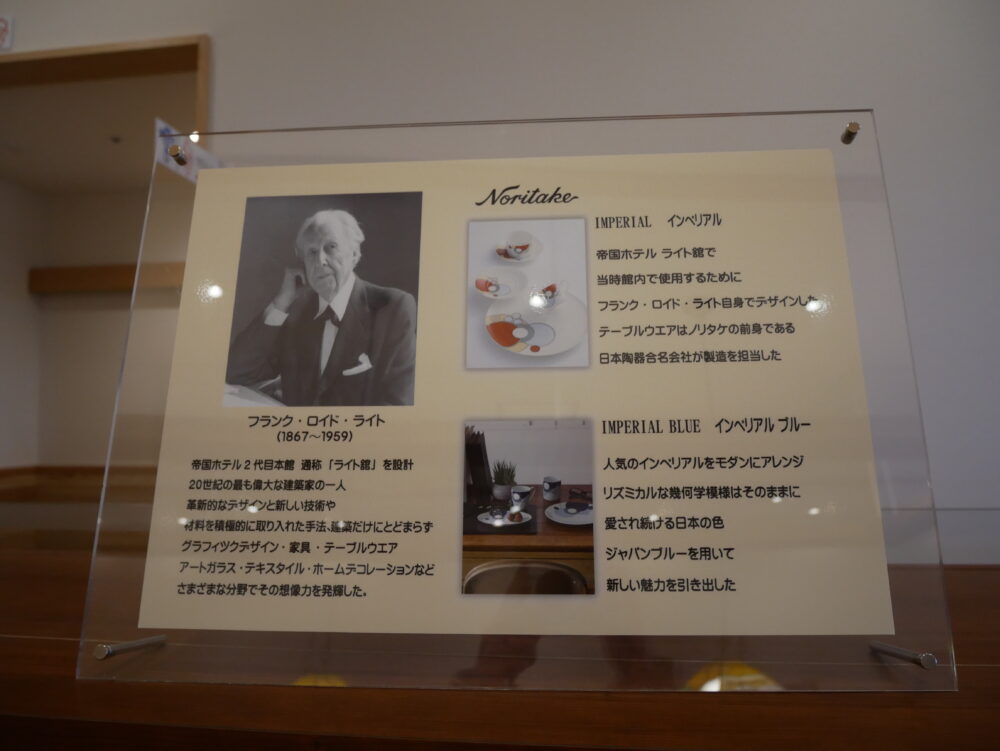 フランク・ロイド・ライト
(1867〜1959)
帝国ホテル2代目本館 通称「ライト舘」を設計
20世紀の最も偉大な建築家の一人
革新的なデザインと新しい技術や
材料を積極的に取り入れた手法、建築だけにとどまらず
グラフィツクデザイン・家具・テーブルウエア
アートガラス・テキスタイル・ホームデコレーションなど
さまざまな分野でその想像力を発揮した。
Noritake
IMPERIAL インペリアル
帝国ホテル ライト舘で
当時舘内で使用するために
フランク・ロイド・ライト自身でデザインした
テーブルウエアはノリタケの前身である
日本陶器合名会社が製造を担当した
IMPERIAL BLUE インペリアル ブルー
人気のインペリアルをモダンにアレンジ
リズミカルな幾何学模様はそのままに
愛され続ける日本の色
ジャパンブルーを用いて
新しい魅力を引き出した